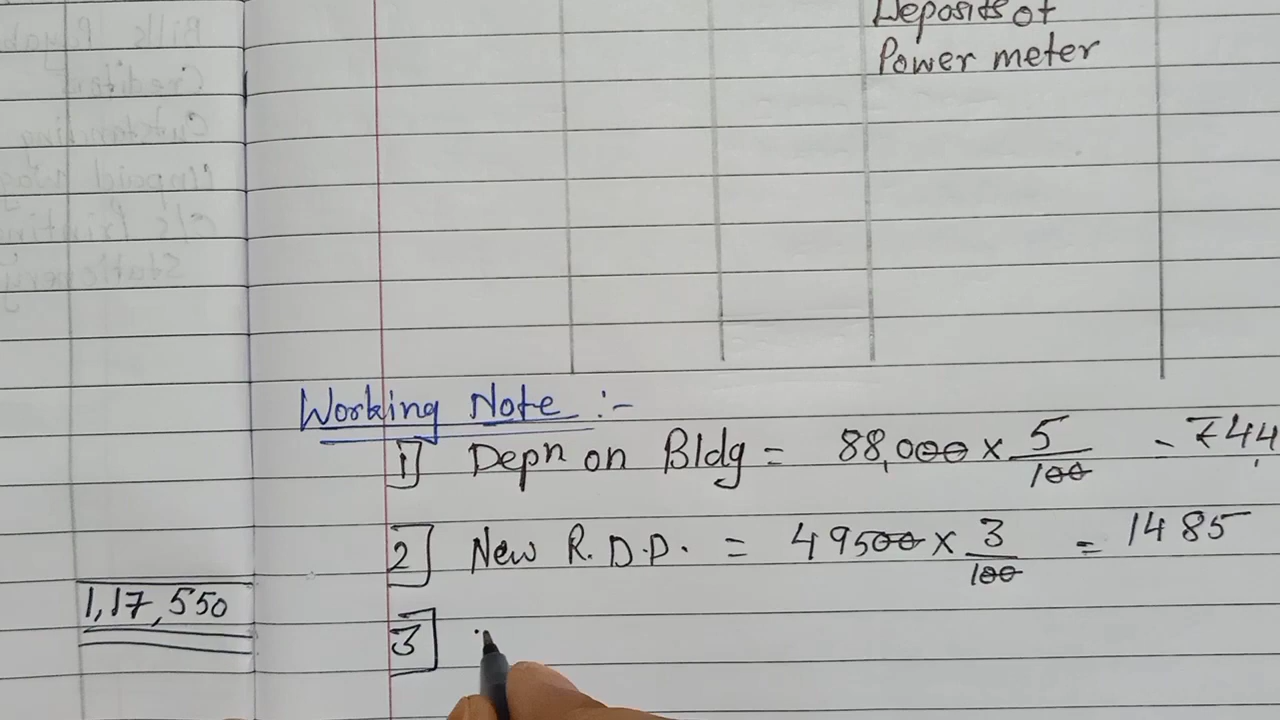 Deposits of
Power meter
Working Note :-
1] Depn on Bldg = 88,000 x 5/100 = ₹44
2] New R.D.D. = 49500 x 3/100 = 1485
1,17,550
3]